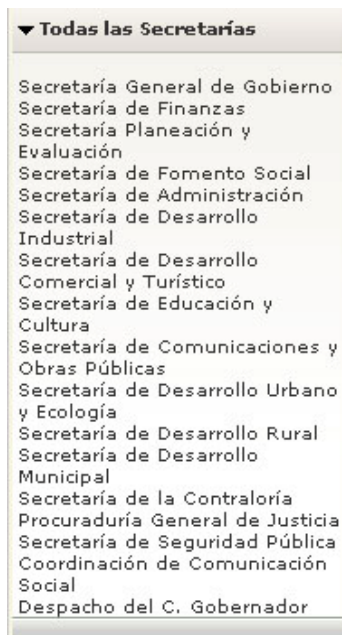 Todas las Secretarías
Secretaría General de Gobierno
Secretaría de Finanzas
Secretaría Planeación y
Evaluación
Secretaría de Fomento Social
Secretaría de Administración
Secretaría de Desarrollo
Industrial
Secretaría de Desarrollo
Comercial y Turístico
Secretaría de Educación y
Cultura
Secretaría de Comunicaciones y
Obras Públicas
Secretaría de Desarrollo Urbano
y Ecología
Secretaría de Desarrollo Rural
Secretaría de Desarrollo
Municipal
Secretaría de la Contraloría
Procuraduría General de Justicia
Secretaría de Seguridad Pública
Coordinación de Comunicación
Social
Despacho del C. Gobernador